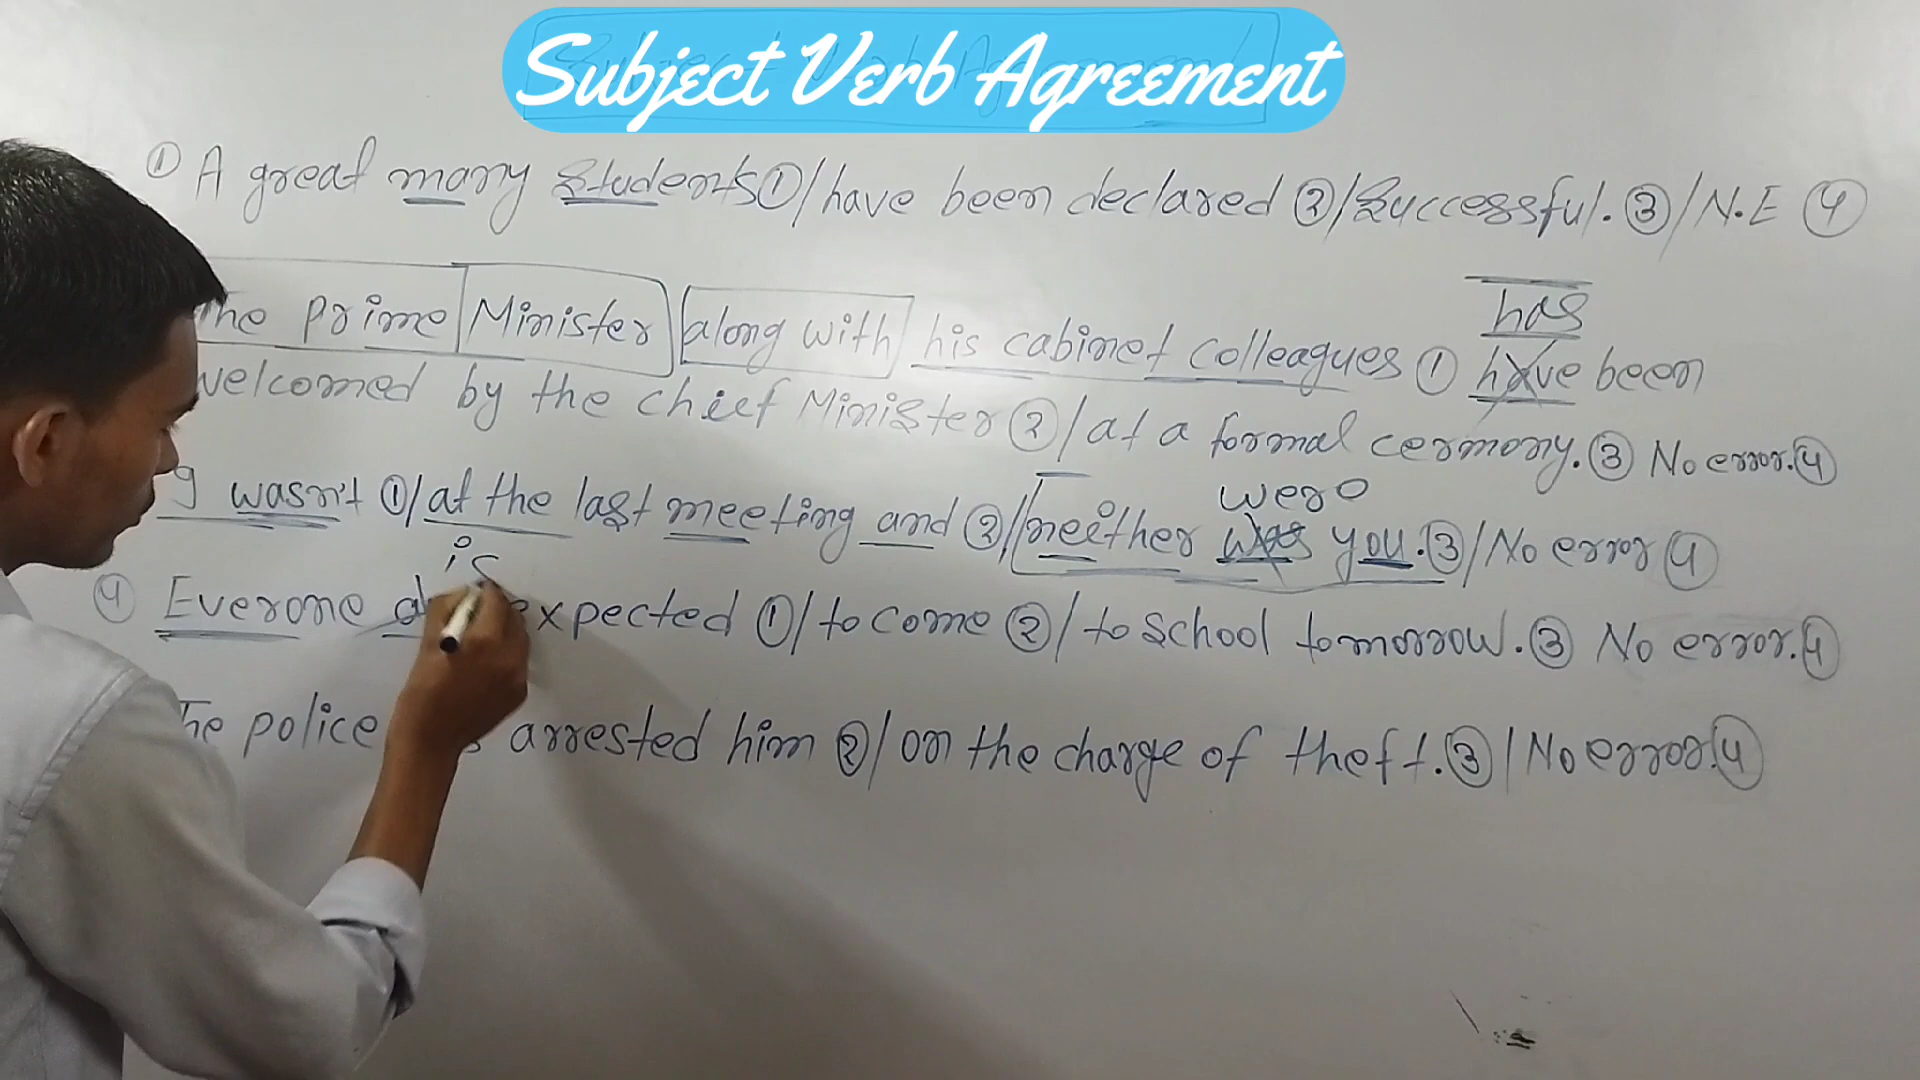 Subject Verb Agreement
① A great many students ①/have been declared ②/successful. ③/N.E ④
has
The prime Minister along with his cabinet colleagues ① have been
welcomed by the chief Minister ②/at a formal cermony. ③ No error. ④
were
wasn't ①/at the last meeting and ②/neither was you. ③/No error ④
is
④ Everone expected ①/to come ②/to school tomorrow. ③ No error. ④
The police arrested him ②/on the charge of theft. ③/No error. ④